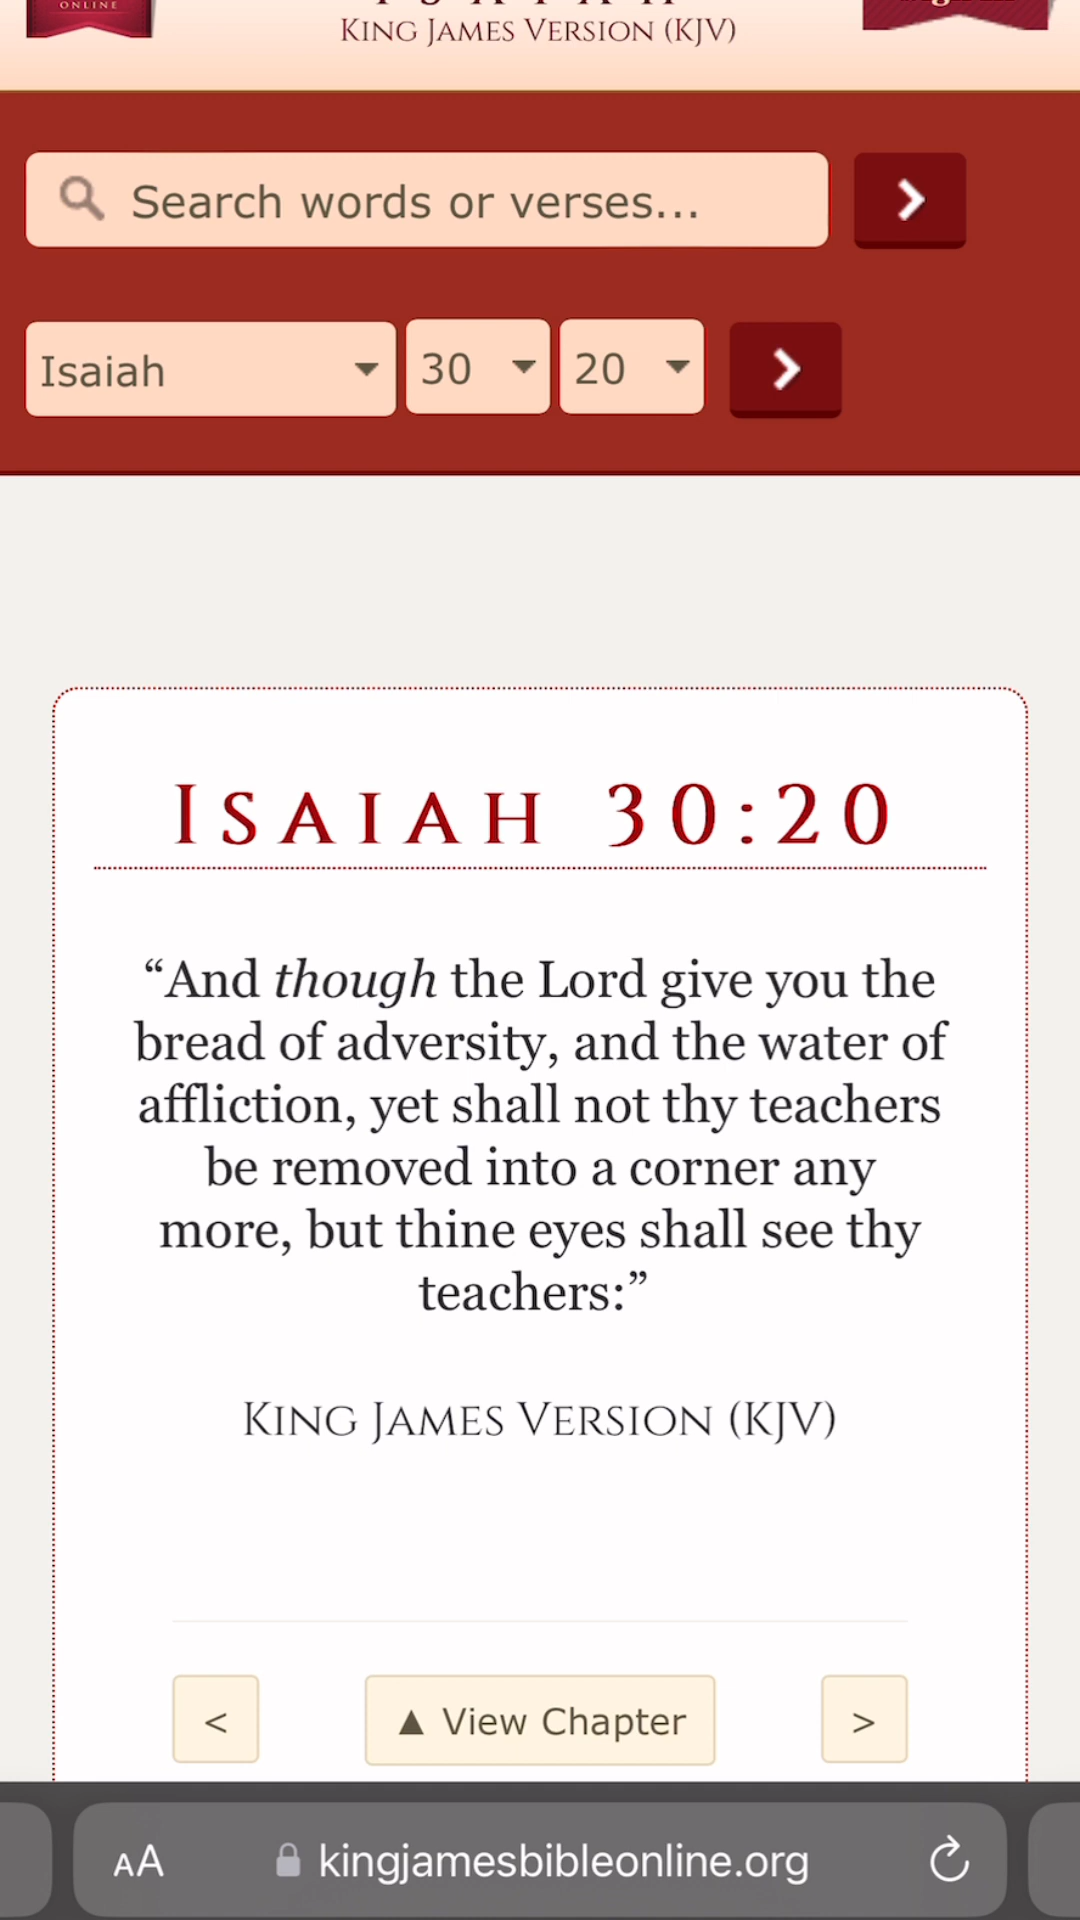 ONLINE
KING JAMES VERSION (KJV)
Search words or verses...
Isaiah 30 20
ISAIAH 30:20
“And though the Lord give you the
bread of adversity, and the water of
affliction, yet shall not thy teachers
be removed into a corner any
more, but thine eyes shall see thy
teachers:”
KING JAMES VERSION (KJV)
< ▲ View Chapter >
AA kingjamesbibleonline.org